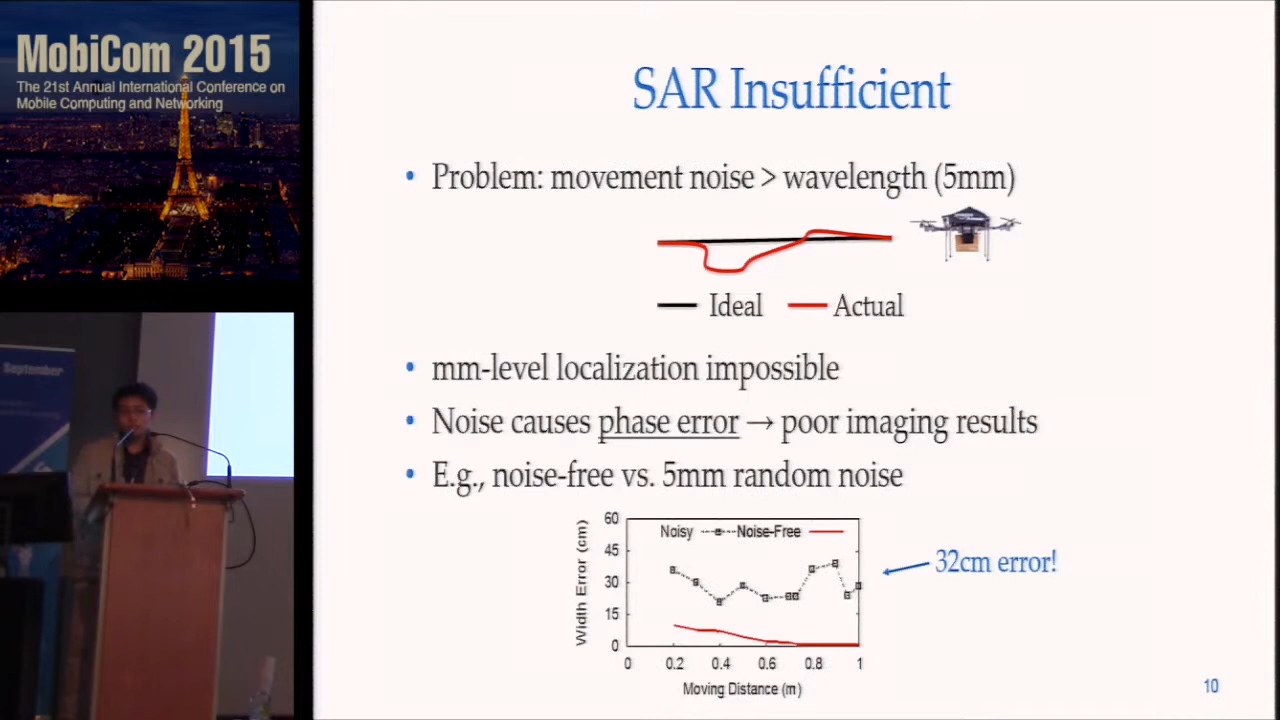 MobiCom 2015
The 21st Annual International Conference on
Mobile Computing and Networking
September
SAR Insufficient
• Problem: movement noise > wavelength (5mm)
Ideal
Actual
• mm-level localization impossible
• Noise causes phase error → poor imaging results
• E.g., noise-free vs. 5mm random noise
Noisy
Noise-Free
Width Error (cm)
60
45
30
15
0
0 0.2 0.4 0.6 0.8 1
Moving Distance (m)
32cm error!
10